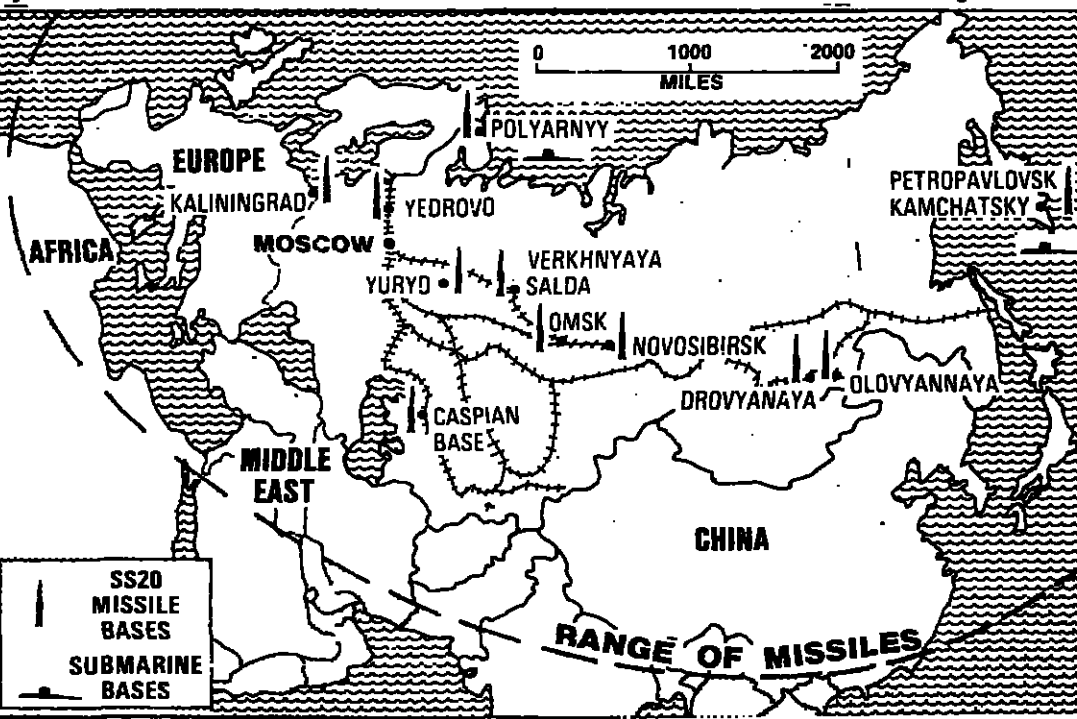 0 1000 2000
MILES
POLYARNYY
EUROPE
KALININGRAD
YEDROVO
PETROPAVLOVSK
KAMCHATSKY
AFRICA
MOSCOW
YURYD
VERKHNYAYA
SALDA
OMSK
NOVOSIBIRSK
DROVYANAYA
OLOVYANNAYA
CASPIAN
BASE
MIDDLE
EAST
CHINA
RANGE OF MISSILES
SS20
MISSILE
BASES
SUBMARINE
BASES